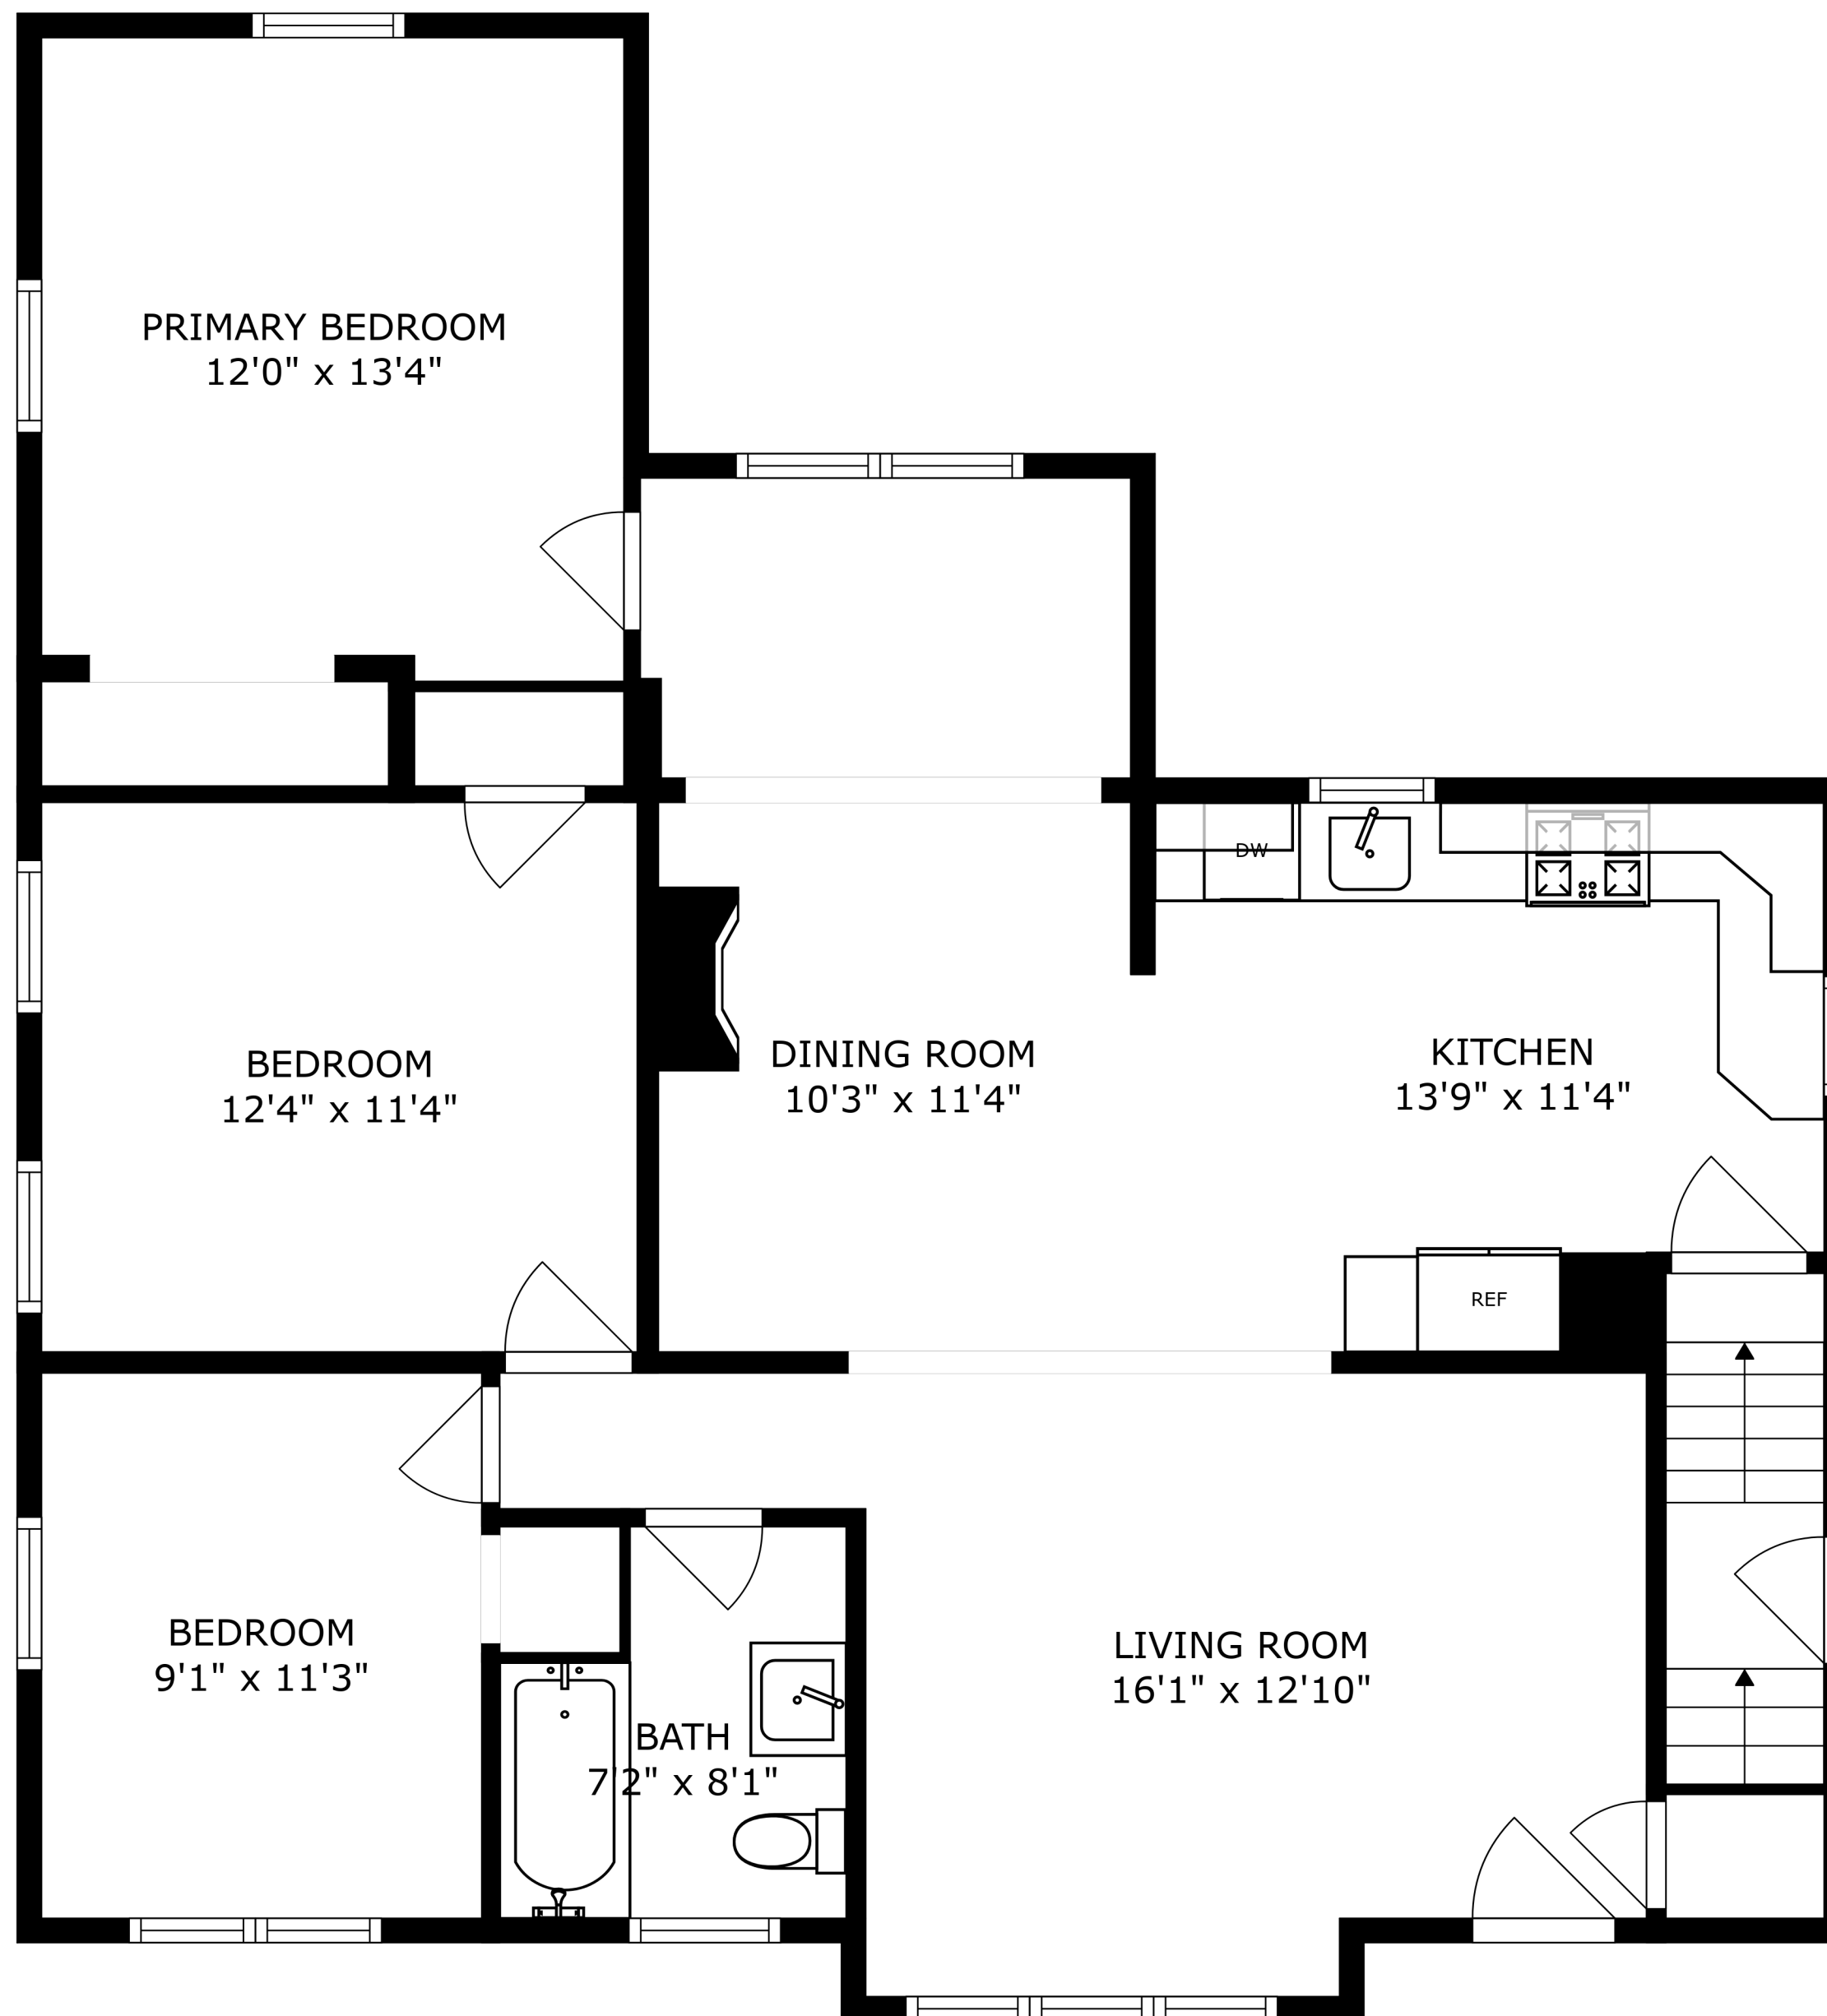 PRIMARY BEDROOM
12'0" x 13'4"
DW
BEDROOM
12'4" x 11'4"
DINING ROOM
10'3" x 11'4"
KITCHEN
13'9" x 11'4"
REF
BEDROOM
9'1" x 11'3"
BATH
7'2" x 8'1"
LIVING ROOM
16'1" x 12'10"